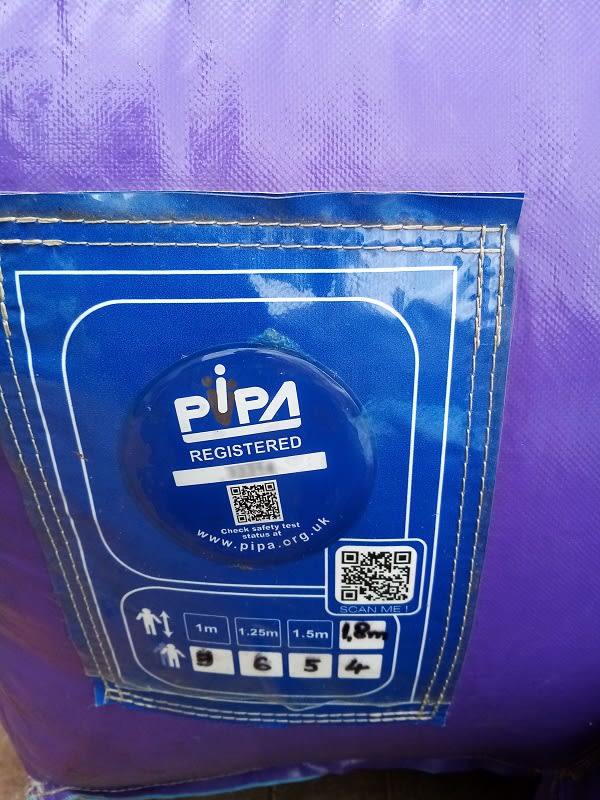 PiPA
REGISTERED
Check safety test
status at
www.pipa.org.uk
SCAN ME!
1m 1.25m 1.5m 1,8m
6 5 4